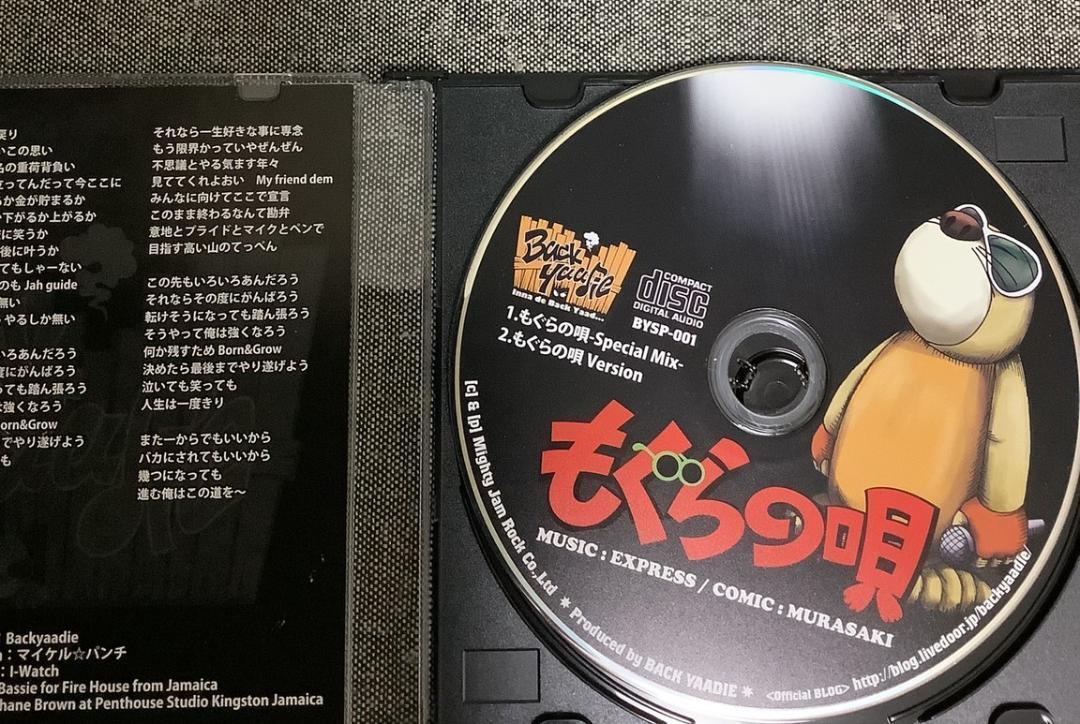 戻り
いこの思い
名の重荷背負い
立ってんだって今ここに
るか金が貯まるか
下がるか上がるか
に笑うか
後に叶うか
てもしゃーない
のも Jah guide
無い
やるしか無い
いろあんだろう
度にがんばろう
っても踏ん張ろう
は強くなろう
orn&Grow
でやり遂げよう
も
それなら一生好きな事に専念
もう限界かっていやぜんぜん
不思議とやる気ます年々
見ててくれよおい My friend dem
みんなに向けてここで宣言
このまま終わるなんて勘弁
意地とプライドとマイクとペンで
目指す高い山のてっぺん
この先もいろいろあんだろう
それならその度にがんばろう
転けそうになっても踏ん張ろう
そうやって俺は強くなろう
何か残すため Born&Grow
決めたら最後までやり遂げよう
泣いても笑っても
人生は一度きり
また一からでもいいから
バカにされてもいいから
幾つになっても
進む俺はこの道を〜
: Backyaadie
: マイケル☆パンチ
: I-Watch
Bassie for Fire House from Jamaica
hane Brown at Penthouse Studio Kingston Jamaica
Back yaadie
Inna de Back Yaad...
COMPACT
disc
DIGITAL AUDIO
BYSP-001
1.もぐらの唄-Special Mix-
2.もぐらの唄 Version
もぐらの唄
MUSIC : EXPRESS / COMIC : MURASAKI
[c] & [p] Mighty Jam Rock Co.,Ltd ＊ Produced by BACK YAADIE ＊ <Official BLOG> http://blog.livedoor.jp/backyaadie/